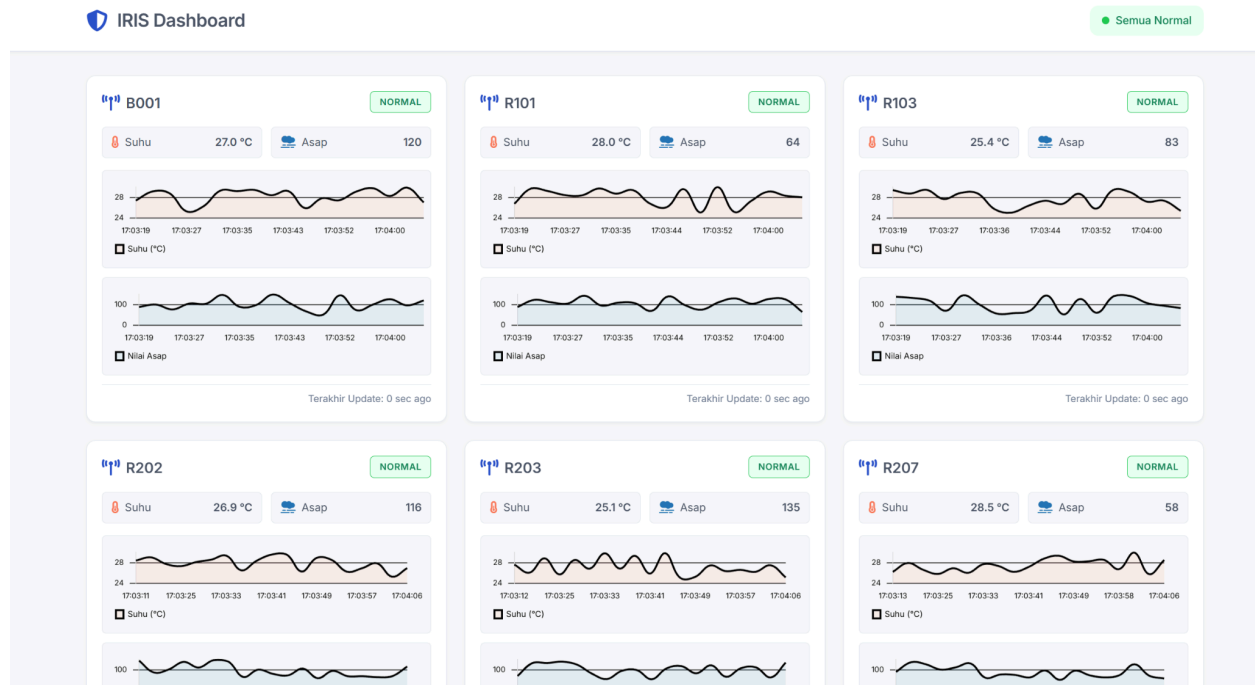 IRIS Dashboard
Semua Normal
B001
NORMAL
Suhu 27.0 °C
Asap 120
28
24
17:03:19 17:03:27 17:03:35 17:03:43 17:03:52 17:04:00
Suhu (°C)
100
0
17:03:19 17:03:27 17:03:35 17:03:43 17:03:52 17:04:00
Nilai Asap
Terakhir Update: 0 sec ago
R101
NORMAL
Suhu 28.0 °C
Asap 64
28
24
17:03:19 17:03:27 17:03:35 17:03:44 17:03:52 17:04:00
Suhu (°C)
100
0
17:03:19 17:03:27 17:03:35 17:03:44 17:03:52 17:04:00
Nilai Asap
Terakhir Update: 0 sec ago
R103
NORMAL
Suhu 25.4 °C
Asap 83
28
24
17:03:19 17:03:27 17:03:36 17:03:44 17:03:52 17:04:00
Suhu (°C)
100
0
17:03:19 17:03:27 17:03:36 17:03:44 17:03:52 17:04:00
Nilai Asap
Terakhir Update: 0 sec ago
R202
NORMAL
Suhu 26.9 °C
Asap 116
28
24
17:03:11 17:03:25 17:03:33 17:03:41 17:03:49 17:03:57 17:04:06
Suhu (°C)
100
R203
NORMAL
Suhu 25.1 °C
Asap 135
28
24
17:03:12 17:03:25 17:03:33 17:03:41 17:03:49 17:03:57 17:04:06
Suhu (°C)
100
R207
NORMAL
Suhu 28.5 °C
Asap 58
28
24
17:03:13 17:03:25 17:03:33 17:03:41 17:03:49 17:03:58 17:04:06
Suhu (°C)
100